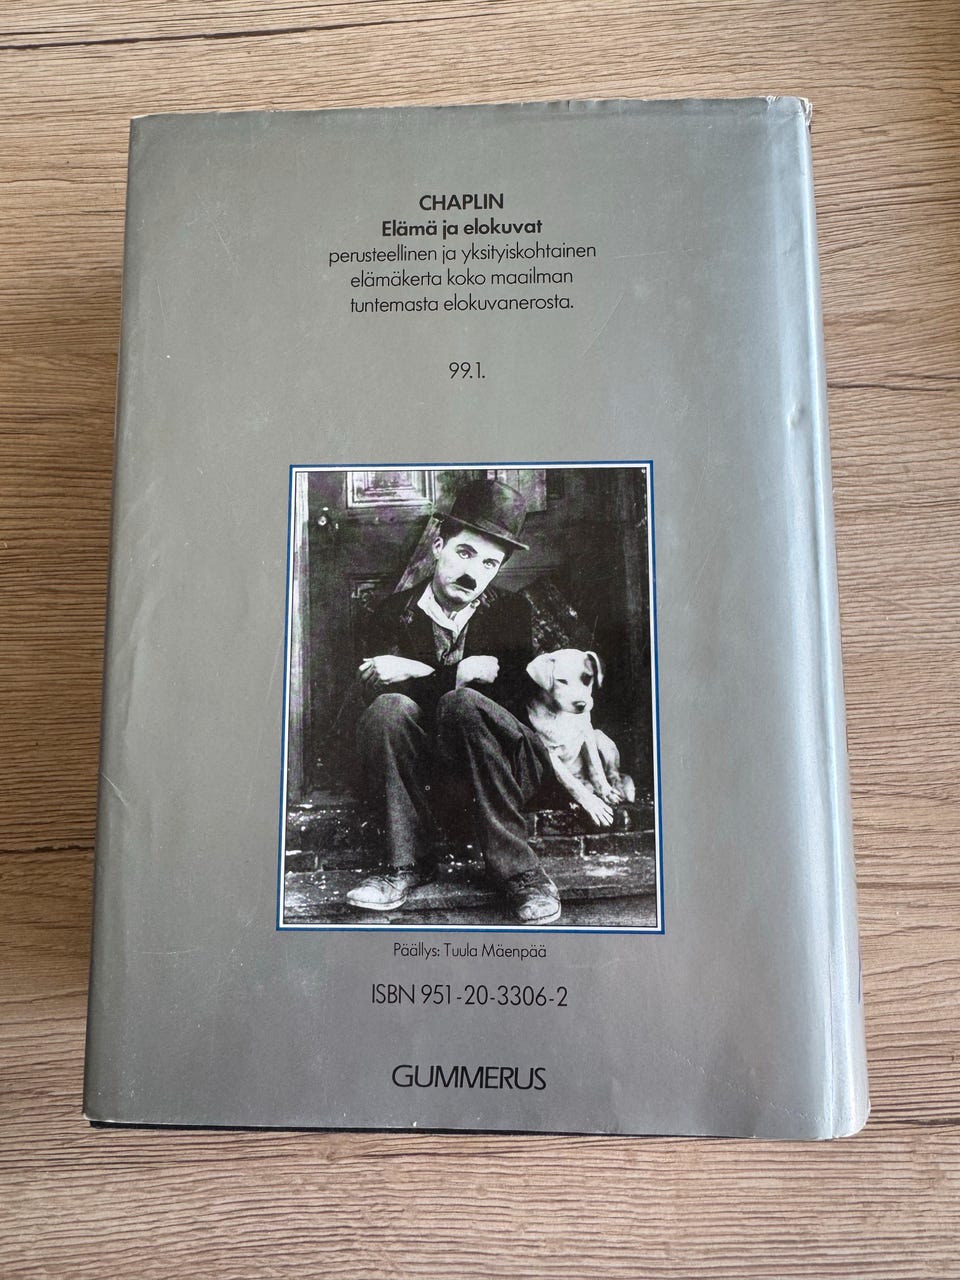 CHAPLIN
Elämä ja elokuvat
perusteellinen ja yksityiskohtainen
elämäkerta koko maailman
tuntemasta elokuvanerosta.
99.1.
Päällys: Tuula Mäenpää
ISBN 951-20-3306-2
GUMMERUS